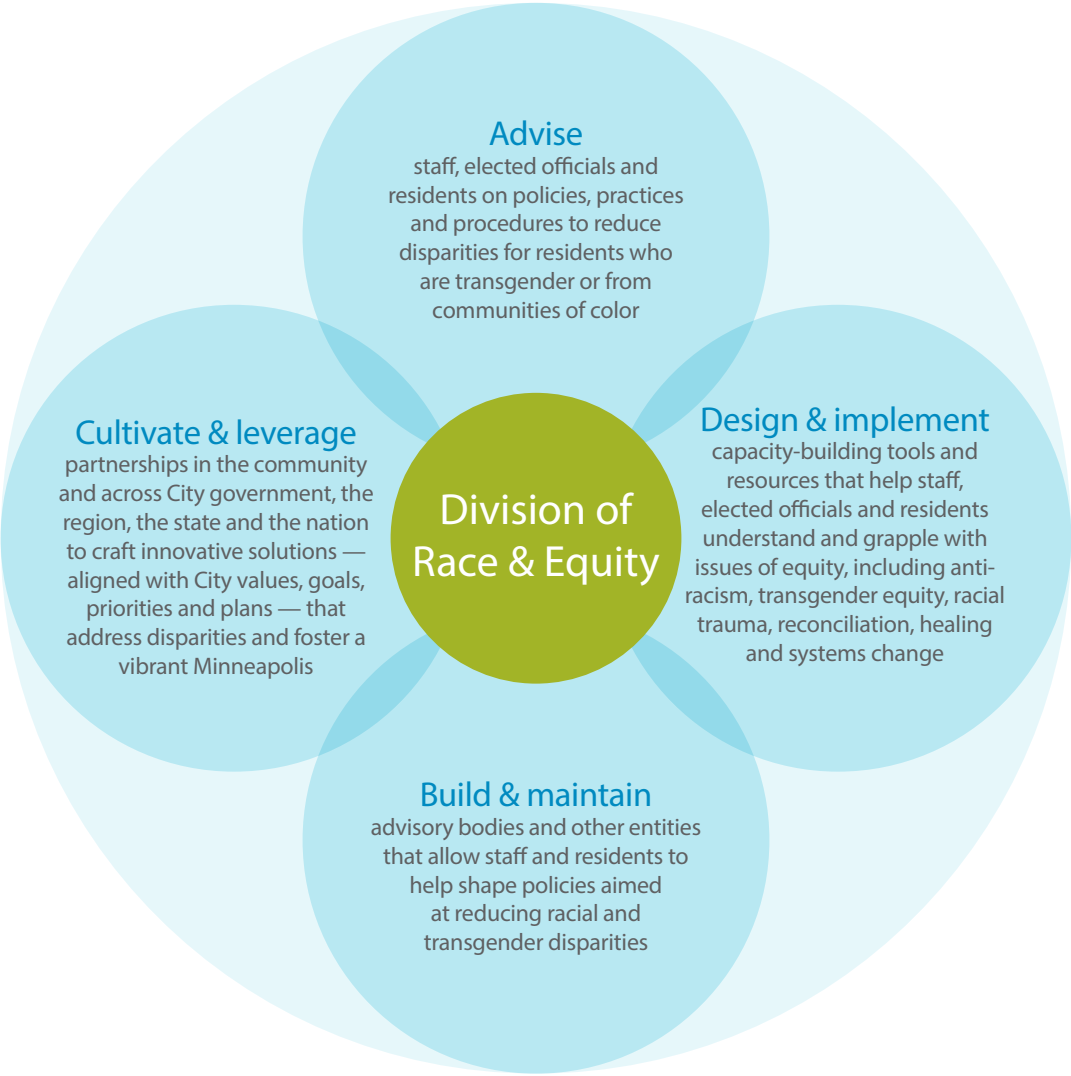 Advise
staff, elected officials and
residents on policies, practices
and procedures to reduce
disparities for residents who
are transgender or from
communities of color
Cultivate & leverage
partnerships in the community
and across City government, the
region, the state and the nation
to craft innovative solutions —
aligned with City values, goals,
priorities and plans — that
address disparities and foster a
vibrant Minneapolis
Division of
Race & Equity
Design & implement
capacity-building tools and
resources that help staff,
elected officials and residents
understand and grapple with
issues of equity, including anti-
racism, transgender equity, racial
trauma, reconciliation, healing
and systems change
Build & maintain
advisory bodies and other entities
that allow staff and residents to
help shape policies aimed
at reducing racial and
transgender disparities